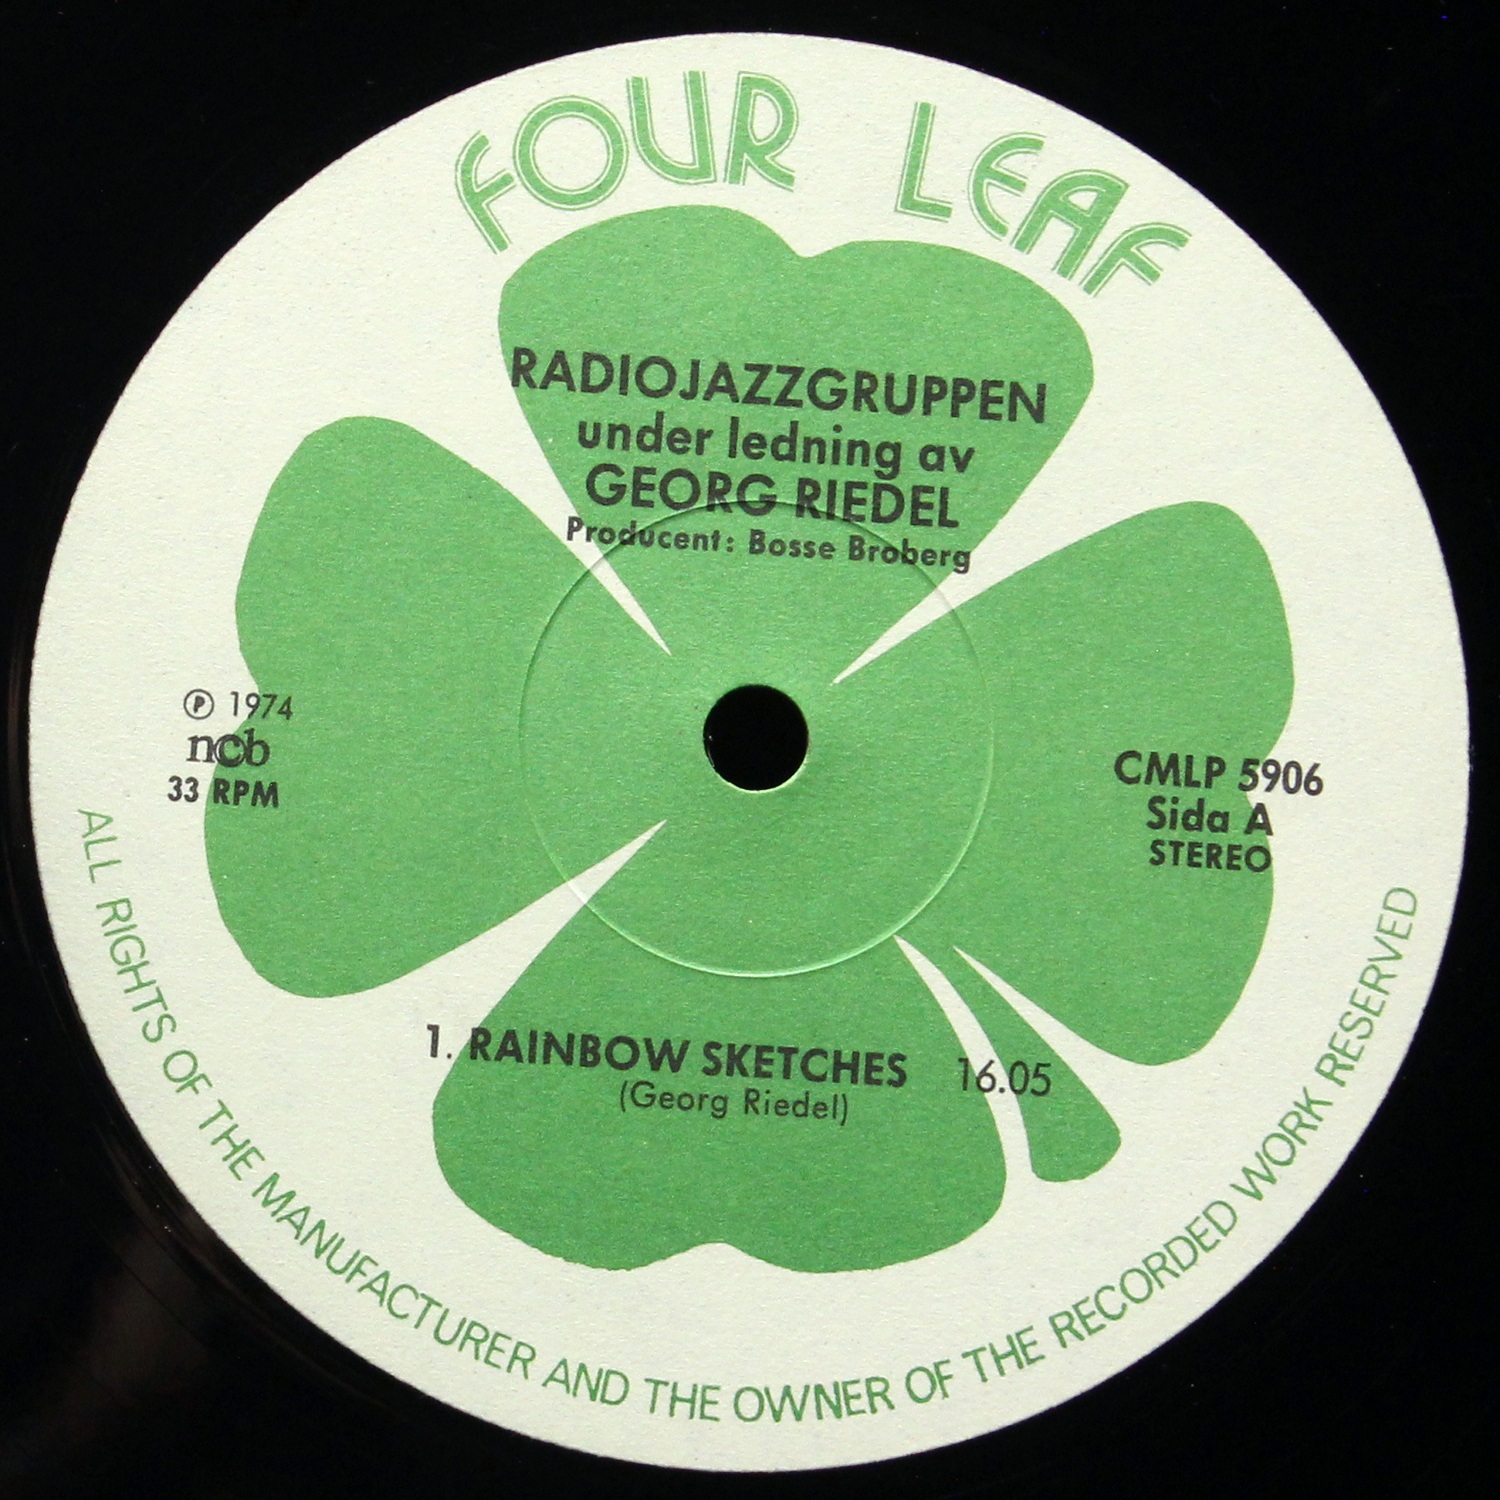 FOUR LEAF
RADIOJAZZGRUPPEN
under ledning av
GEORG RIEDEL
Producent: Bosse Broberg
Ⓟ 1974
ncb
33 RPM
CMLP 5906
Sida A
STEREO
1. RAINBOW SKETCHES 16.05
(Georg Riedel)
ALL RIGHTS OF THE MANUFACTURER AND THE OWNER OF THE RECORDED WORK RESERVED